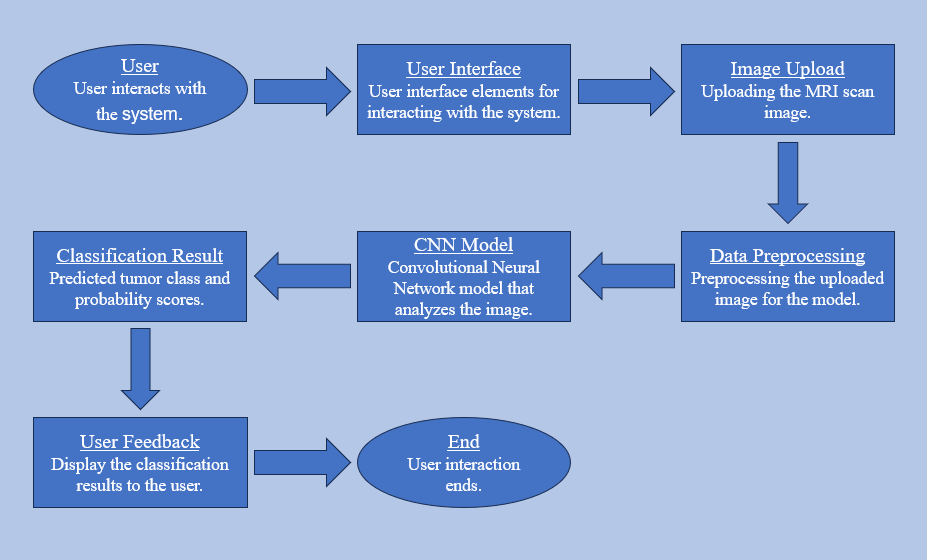 User
User interacts with
the system.
User Interface
User interface elements for
interacting with the system.
Image Upload
Uploading the MRI scan
image.
Data Preprocessing
Preprocessing the uploaded
image for the model.
CNN Model
Convolutional Neural
Network model that
analyzes the image.
Classification Result
Predicted tumor class and
probability scores.
User Feedback
Display the classification
results to the user.
End
User interaction
ends.